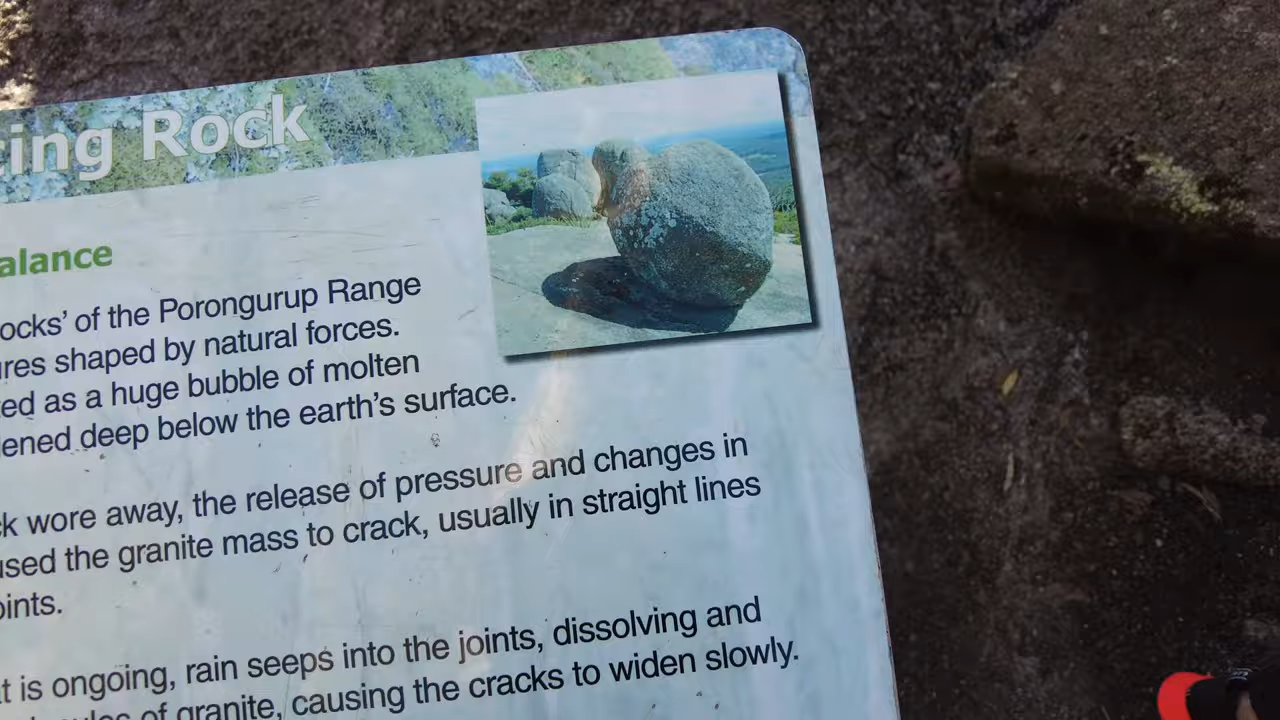 cing Rock
alance
ocks' of the Porongurup Range
ures shaped by natural forces.
ed as a huge bubble of molten
ened deep below the earth's surface.
ck wore away, the release of pressure and changes in
used the granite mass to crack, usually in straight lines
oints.
t is ongoing, rain seeps into the joints, dissolving and
of granite, causing the cracks to widen slowly.